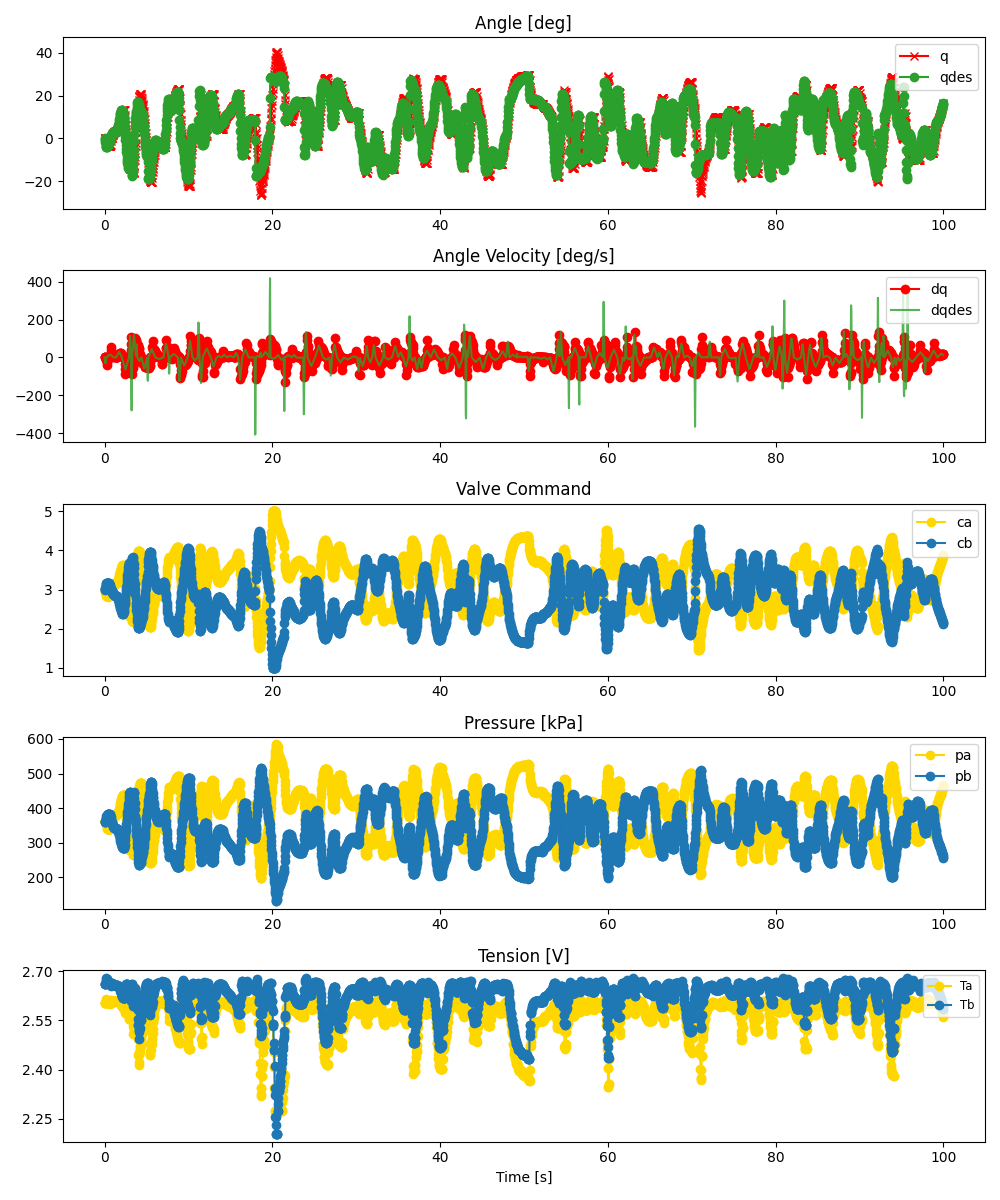 Angle [deg]
40
20
0
−20
q
qdes
0 20 40 60 80 100
Angle Velocity [deg/s]
400
200
0
−200
−400
dq
dqdes
0 20 40 60 80 100
Valve Command
5
4
3
2
1
ca
cb
0 20 40 60 80 100
Pressure [kPa]
600
500
400
300
200
pa
pb
0 20 40 60 80 100
Tension [V]
2.70
2.55
2.40
2.25
Ta
Tb
0 20 40 60 80 100
Time [s]